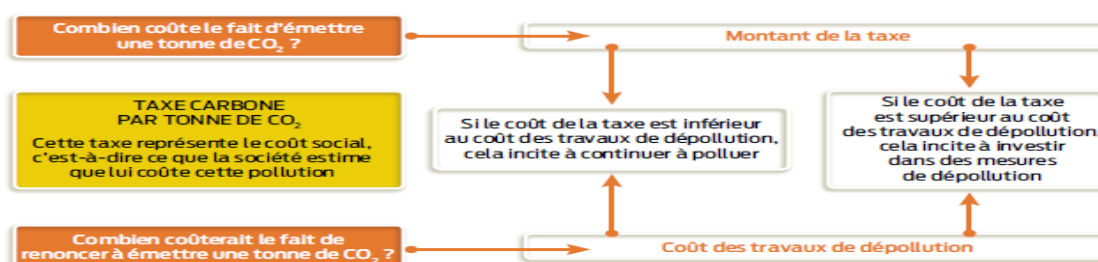 Combien coûte le fait d'émettre
une tonne de CO₂ ?
Montant de la taxe
TAXE CARBONE
PAR TONNE DE CO₂
Cette taxe représente le coût social,
c'est-à-dire ce que la société estime
que lui coûte cette pollution
Si le coût de la taxe est inférieur
au coût des travaux de dépollution,
cela incite à continuer à polluer
Si le coût de la taxe
est supérieur au coût
des travaux de dépollution,
cela incite à investir
dans des mesures
de dépollution
Combien coûterait le fait de
renoncer à émettre une tonne de CO₂ ?
Coût des travaux de dépollution